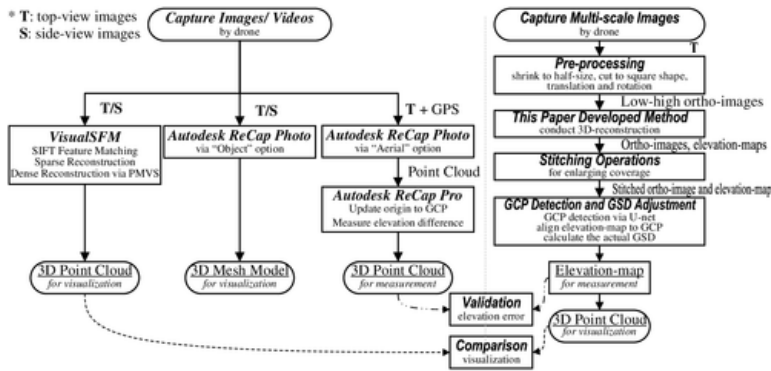 * T: top-view images
S: side-view images
Capture Images/ Videos
by drone
T/S
T/S
T + GPS
VisualSFM
SIFT Feature Matching
Sparse Reconstruction
Dense Reconstruction via PMVS
Autodesk ReCap Photo
via "Object" option
Autodesk ReCap Photo
via "Aerial" option
Point Cloud
Autodesk ReCap Pro
Update origin to GCP
Measure elevation difference
3D Point Cloud
for visualization
3D Mesh Model
for visualization
3D Point Cloud
for measurement
Capture Multi-scale Images
by drone
T
Pre-processing
shrink to half-size, cut to square shape,
translation and rotation
Low-high ortho-images
This Paper Developed Method
conduct 3D-reconstruction
Ortho-images, elevation-maps
Stitching Operations
for enlarging coverage
Stitched ortho-image and elevation-map
GCP Detection and GSD Adjustment
GCP detection via U-net
align elevation-map to GCP
calculate the actual GSD
Elevation-map
for measurement
Validation
elevation error
3D Point Cloud
for visualization
Comparison
visualization